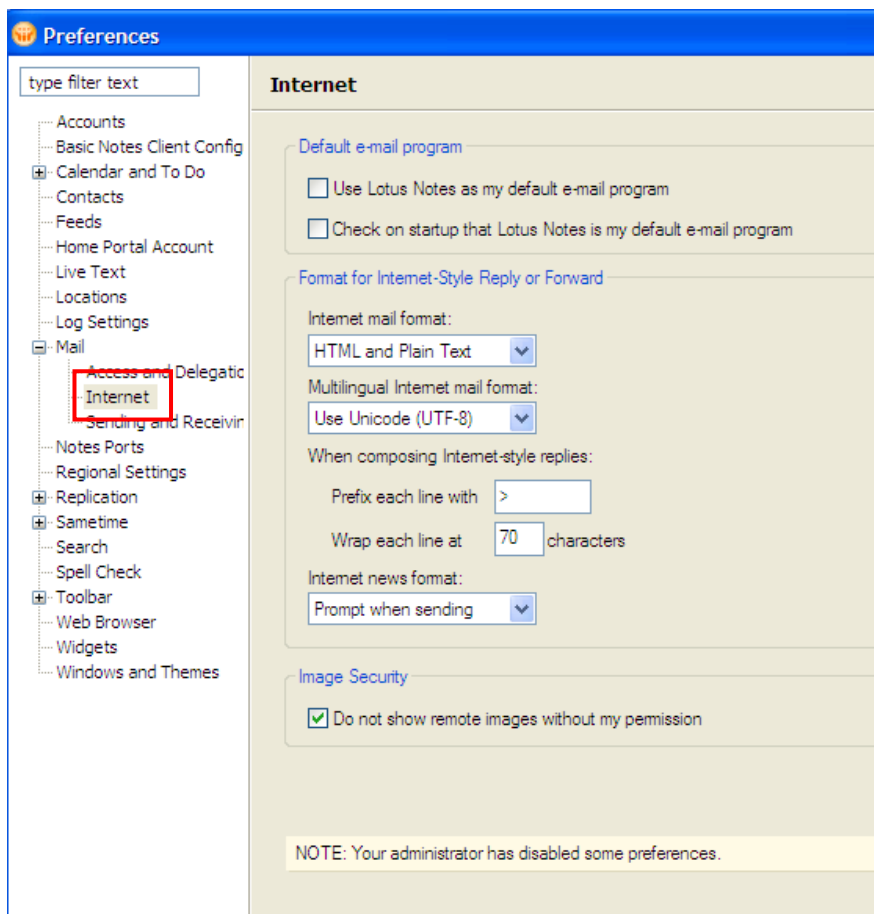 Preferences
type filter text
Accounts
Basic Notes Client Config
Calendar and To Do
Contacts
Feeds
Home Portal Account
Live Text
Locations
Log Settings
Mail
Access and Delegatic
Internet
Sending and Receivin
Notes Ports
Regional Settings
Replication
Sametime
Search
Spell Check
Toolbar
Web Browser
Widgets
Windows and Themes
Internet
Default e-mail program
Use Lotus Notes as my default e-mail program
Check on startup that Lotus Notes is my default e-mail program
Format for Internet-Style Reply or Forward
Internet mail format:
HTML and Plain Text
Multilingual Internet mail format:
Use Unicode (UTF-8)
When composing Internet-style replies:
Prefix each line with >
Wrap each line at 70 characters
Internet news format:
Prompt when sending
Image Security
Do not show remote images without my permission
NOTE: Your administrator has disabled some preferences.